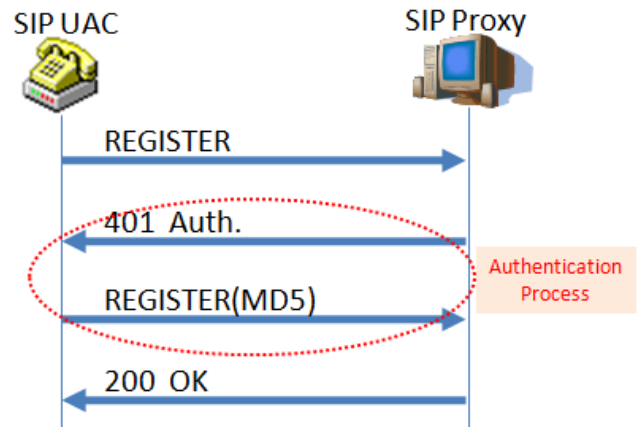 SIP UAC
SIP Proxy
REGISTER
401 Auth.
Authentication
Process
REGISTER(MD5)
200 OK